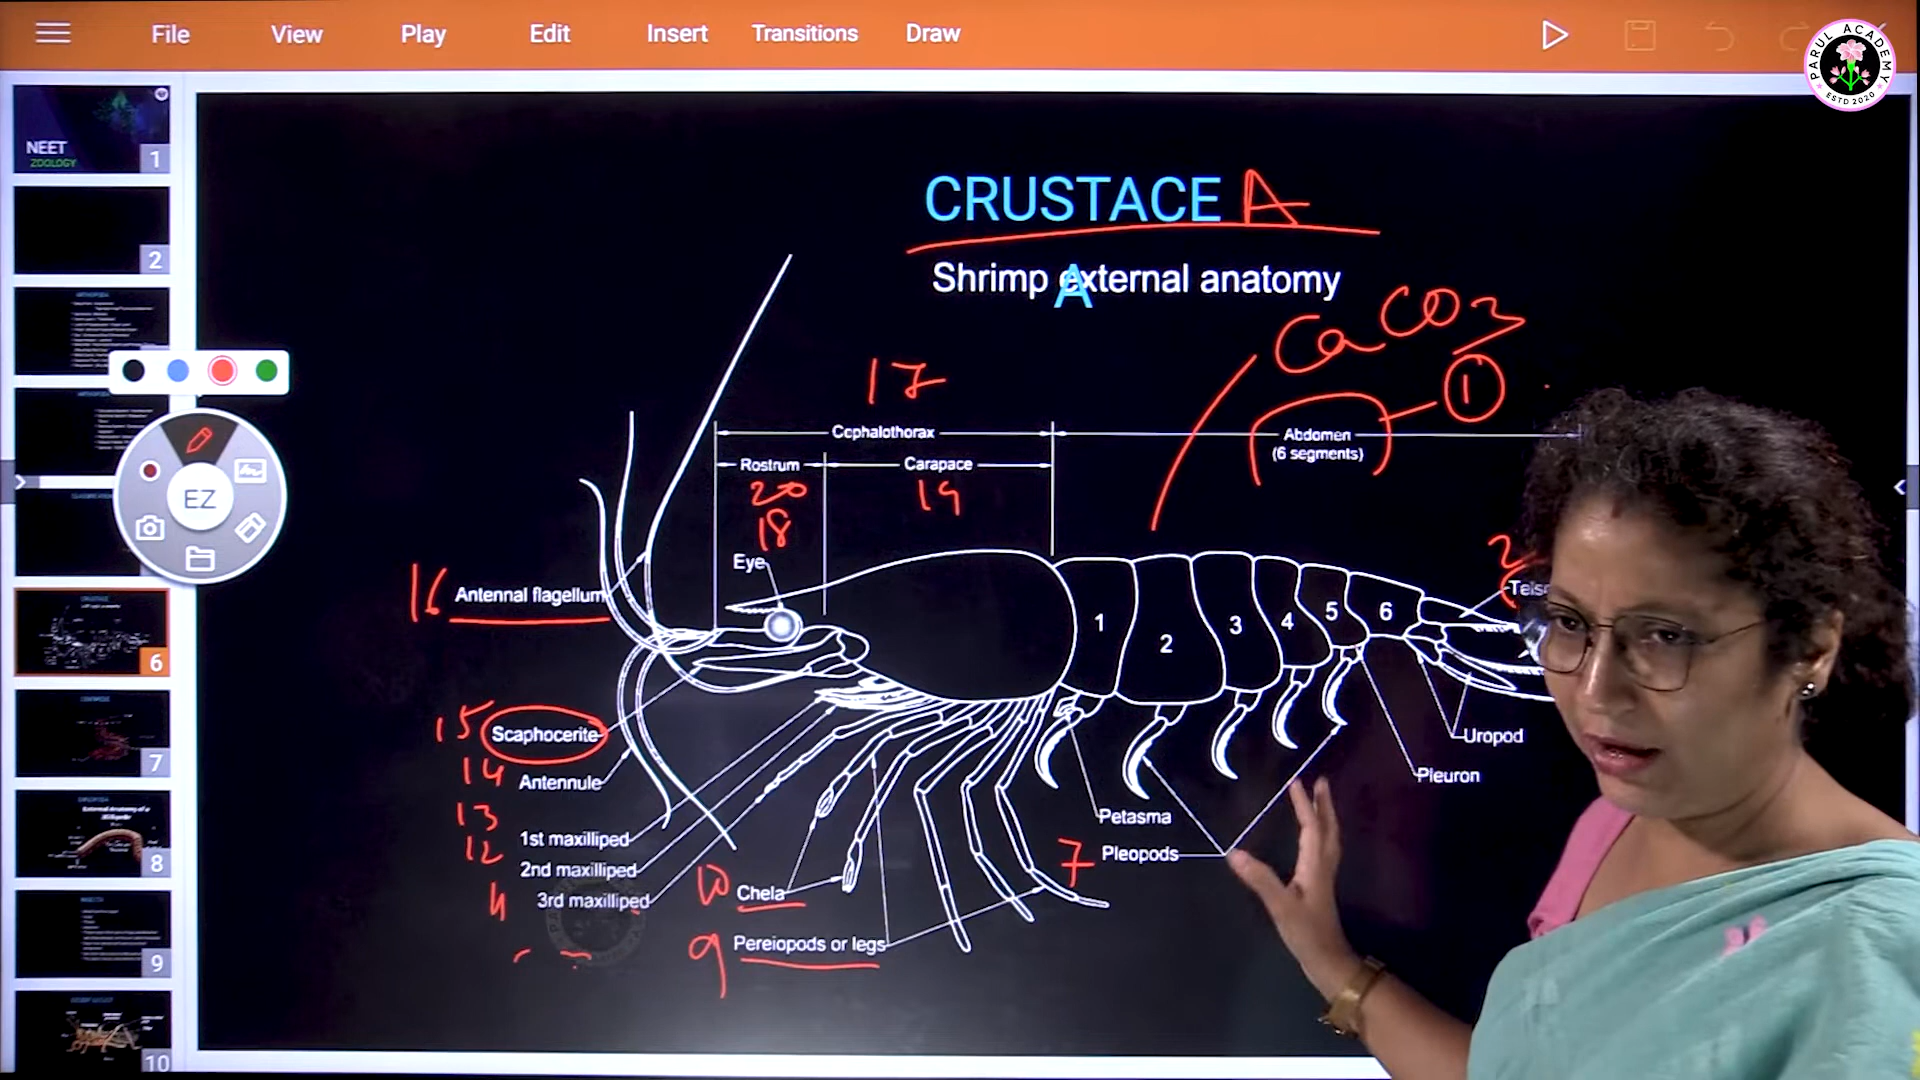 File View Play Edit Insert Transitions Draw
PARUL ACADEMY
ESTD 2020
NEET
ZOOLOGY
1
2
EZ
6
7
8
9
10
CRUSTACE A
Shrimp external anatomy
A
CaCO3
1
17
Cephalothorax
Abdomen
(6 segments)
Rostrum
Carapace
20
19
18
Eye
2
16 Antennal flagellum
1 2 3 4 5 6
15 Scaphocerite
14 Antennule
13
1st maxilliped
12
2nd maxilliped
11 3rd maxilliped
10 Chela
9 Pereiopods or legs
Petasma
7 Pleopods
Uropod
Pleuron